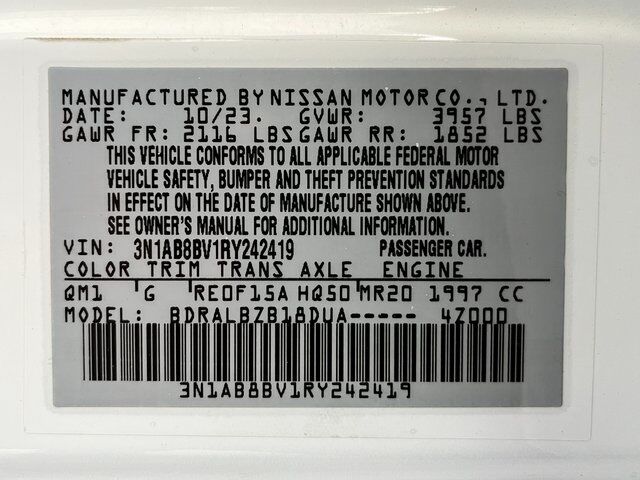 MANUFACTURED BY NISSAN MOTOR CO., LTD.
DATE: 10/23. GVWR: 3957 LBS
GAWR FR: 2116 LBS GAWR RR: 1852 LBS
THIS VEHICLE CONFORMS TO ALL APPLICABLE FEDERAL MOTOR
VEHICLE SAFETY, BUMPER AND THEFT PREVENTION STANDARDS
IN EFFECT ON THE DATE OF MANUFACTURE SHOWN ABOVE.
SEE OWNER'S MANUAL FOR ADDITIONAL INFORMATION.
VIN: 3N1AB8BV1RY242419 PASSENGER CAR.
COLOR TRIM TRANS AXLE ENGINE
QM1 G RE0F15A HQ50 MR20 1997 CC
MODEL: BDRALBZB18DUA----- 4Z000
3N1AB8BV1RY242419